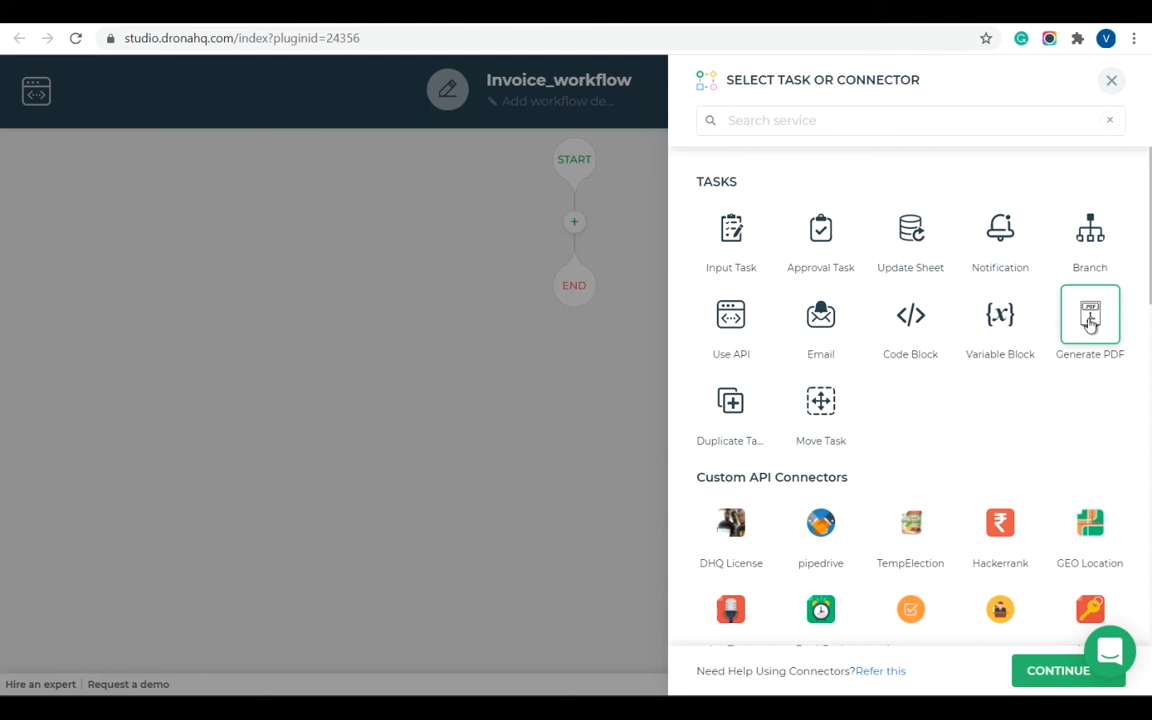 studio.dronahq.com/index?pluginid=24356
V
Invoice_workflow
Add workflow de...
START
+
END
SELECT TASK OR CONNECTOR
Search service
TASKS
Input Task
Approval Task
Update Sheet
Notification
Branch
Use API
Email
Code Block
Variable Block
PDF
Generate PDF
Duplicate Ta...
Move Task
Custom API Connectors
DHQ License
pipedrive
TempElection
Hackerrank
GEO Location
Need Help Using Connectors?Refer this
CONTINUE
Hire an expert
Request a demo